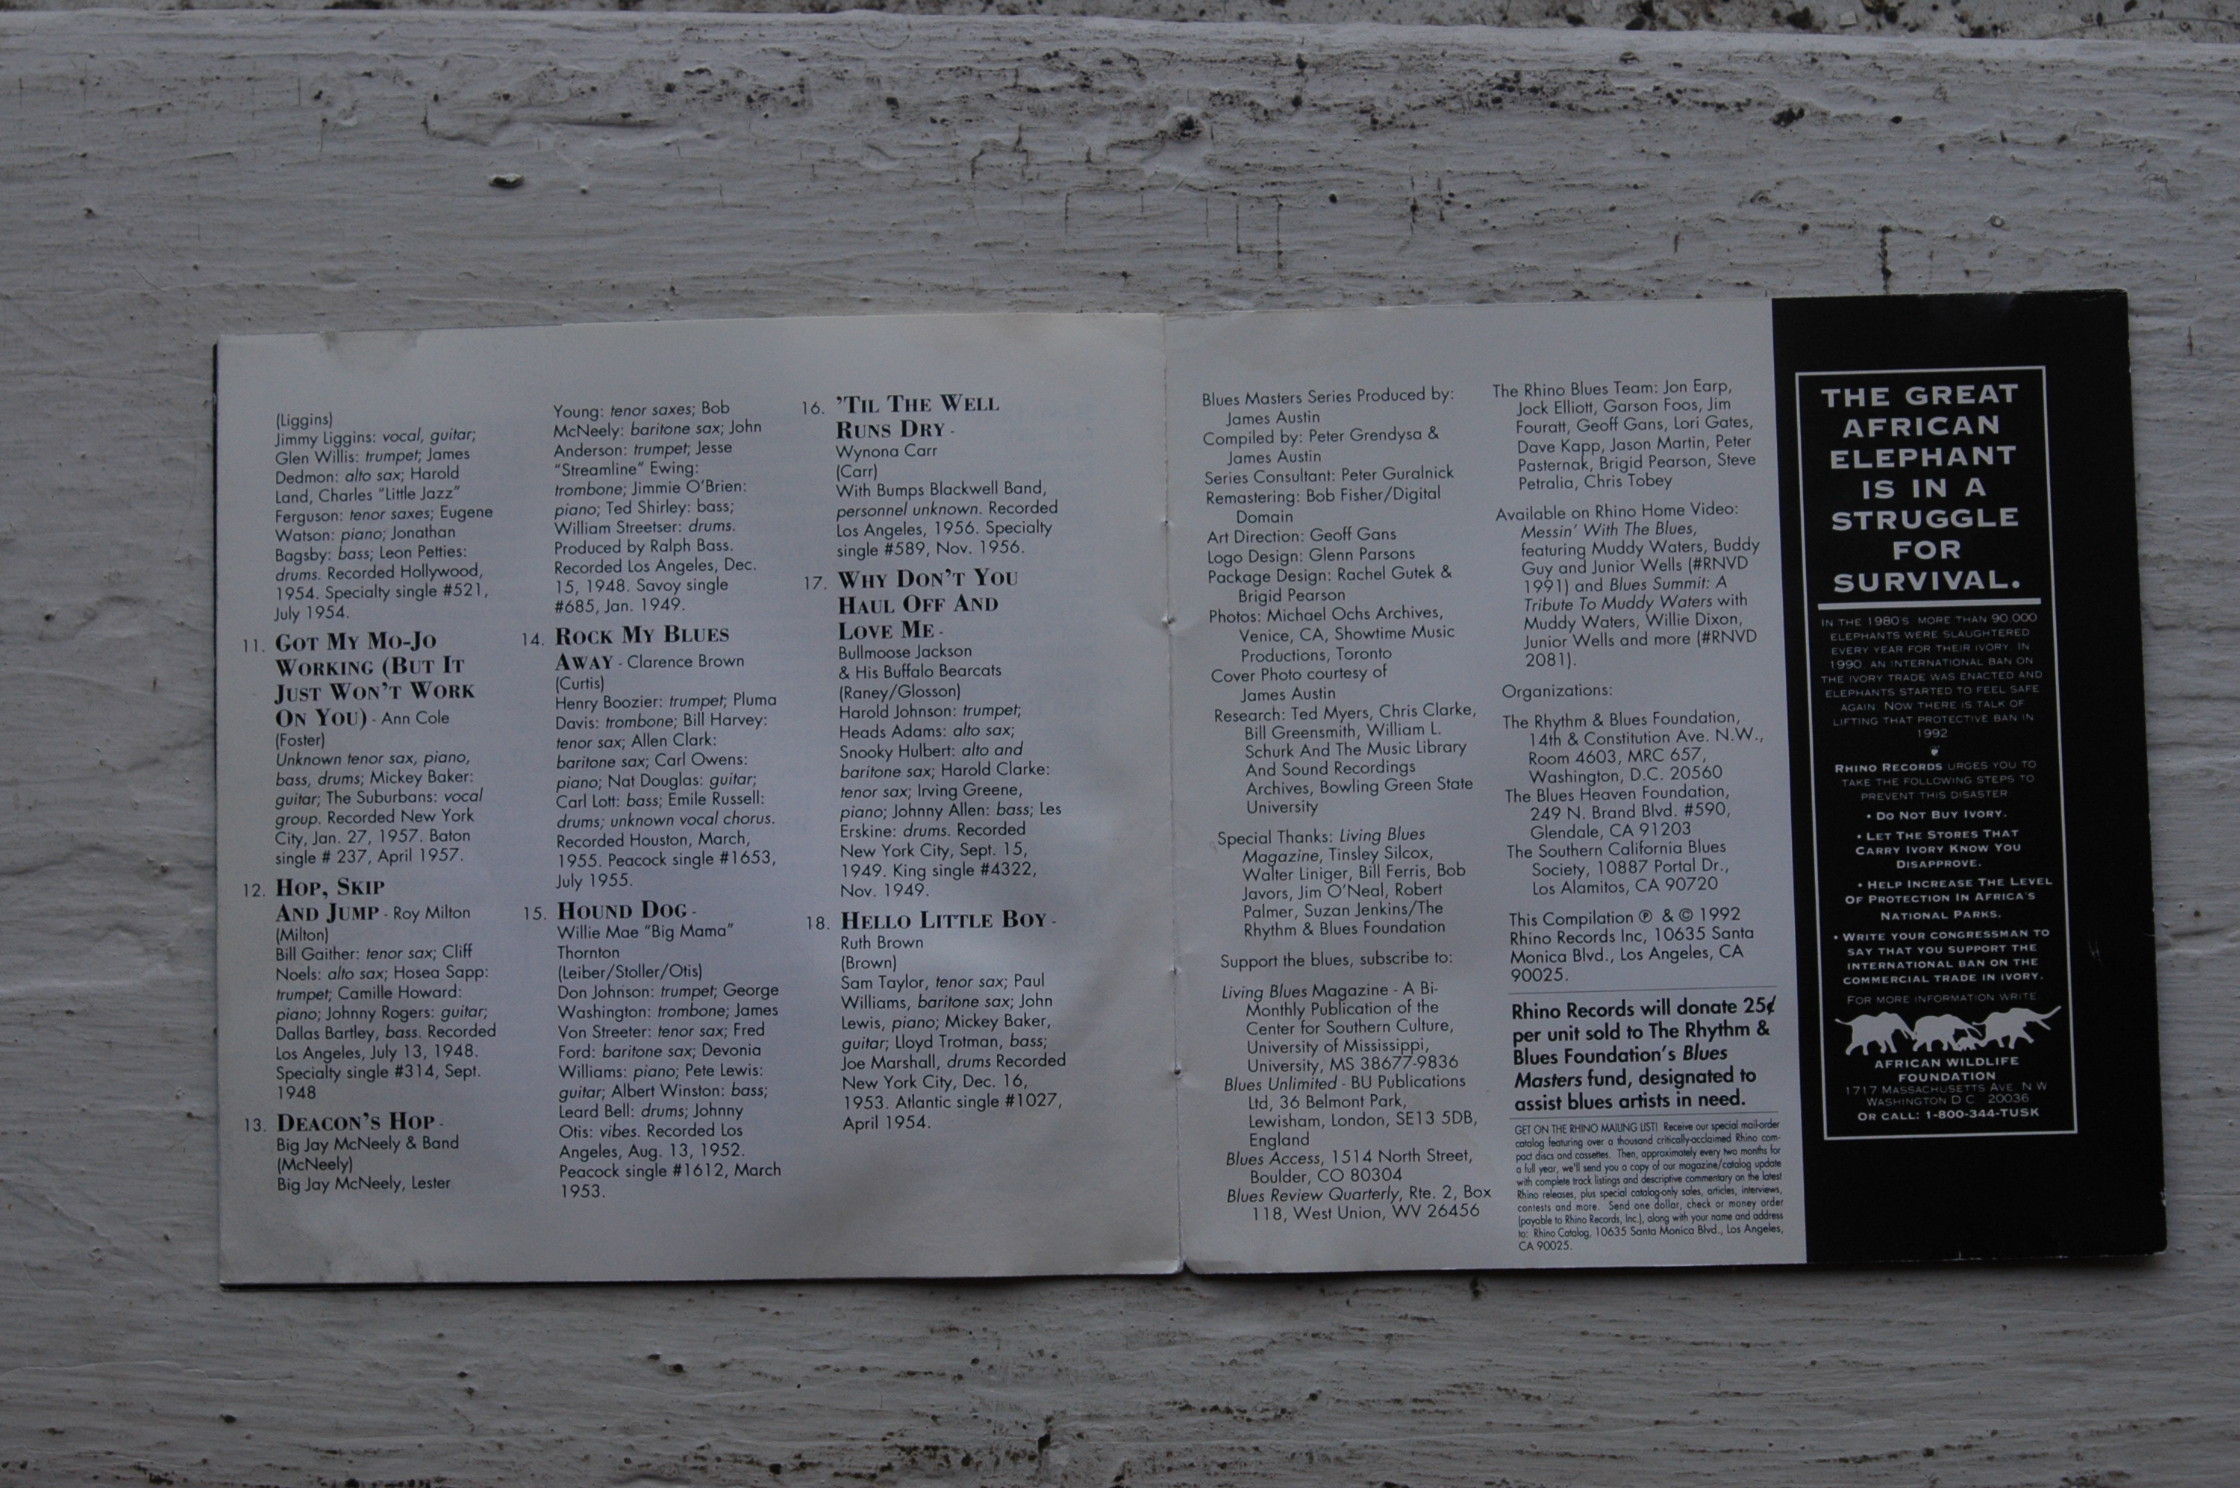 (Liggins)
Jimmy Liggins: vocal, guitar;
Glen Willis: trumpet; James
Dedmon: alto sax; Harold
Land, Charles "Little Jazz"
Ferguson: tenor saxes; Eugene
Watson: piano; Jonathan
Bagsby: bass; Leon Petties:
drums. Recorded Hollywood,
1954. Specialty single #521,
July 1954.
11. GOT MY MO-JO
WORKING (BUT IT
JUST WON'T WORK
ON YOU) - Ann Cole
(Foster)
Unknown tenor sax, piano,
bass, drums; Mickey Baker:
guitar; The Suburbans: vocal
group. Recorded New York
City, Jan. 27, 1957. Baton
single # 237, April 1957.
12. HOP, SKIP
AND JUMP - Roy Milton
(Milton)
Bill Gaither: tenor sax; Cliff
Noels: alto sax; Hosea Sapp:
trumpet; Camille Howard:
piano; Johnny Rogers: guitar;
Dallas Bartley, bass. Recorded
Los Angeles, July 13, 1948.
Specialty single #314, Sept.
1948
13. DEACON'S HOP -
Big Jay McNeely & Band
(McNeely)
Big Jay McNeely, Lester
Young: tenor saxes; Bob
McNeely: baritone sax; John
Anderson: trumpet; Jesse
"Streamline" Ewing:
trombone; Jimmie O'Brien:
piano; Ted Shirley: bass;
William Streetser: drums.
Produced by Ralph Bass.
Recorded Los Angeles, Dec.
15, 1948. Savoy single
#685, Jan. 1949.
14. ROCK MY BLUES
AWAY - Clarence Brown
(Curtis)
Henry Boozier: trumpet; Pluma
Davis: trombone; Bill Harvey:
tenor sax; Allen Clark:
baritone sax; Carl Owens:
piano; Nat Douglas: guitar;
Carl Lott: bass; Emile Russell:
drums; unknown vocal chorus.
Recorded Houston, March,
1955. Peacock single #1653,
July 1955.
15. HOUND DOG -
Willie Mae "Big Mama"
Thornton
(Leiber/Stoller/Otis)
Don Johnson: trumpet; George
Washington: trombone; James
Von Streeter: tenor sax; Fred
Ford: baritone sax; Devonia
Williams: piano; Pete Lewis:
guitar; Albert Winston: bass;
Leard Bell: drums; Johnny
Otis: vibes. Recorded Los
Angeles, Aug. 13, 1952.
Peacock single #1612, March
1953.
16. 'TIL THE WELL
RUNS DRY -
Wynona Carr
(Carr)
With Bumps Blackwell Band,
personnel unknown. Recorded
Los Angeles, 1956. Specialty
single #589, Nov. 1956.
17. WHY DON'T YOU
HAUL OFF AND
LOVE ME -
Bullmoose Jackson
& His Buffalo Bearcats
(Raney/Glosson)
Harold Johnson: trumpet;
Heads Adams: alto sax;
Snooky Hulbert: alto and
baritone sax; Harold Clarke:
tenor sax; Irving Greene,
piano; Johnny Allen: bass; Les
Erskine: drums. Recorded
New York City, Sept. 15,
1949. King single #4322,
Nov. 1949.
18. HELLO LITTLE BOY -
Ruth Brown
(Brown)
Sam Taylor, tenor sax; Paul
Williams, baritone sax; John
Lewis, piano; Mickey Baker,
guitar; Lloyd Trotman, bass;
Joe Marshall, drums Recorded
New York City, Dec. 16,
1953. Atlantic single #1027,
April 1954.
Blues Masters Series Produced by:
James Austin
Compiled by: Peter Grendysa &
James Austin
Series Consultant: Peter Guralnick
Remastering: Bob Fisher/Digital
Domain
Art Direction: Geoff Gans
Logo Design: Glenn Parsons
Package Design: Rachel Gutek &
Brigid Pearson
Photos: Michael Ochs Archives,
Venice, CA, Showtime Music
Productions, Toronto
Cover Photo courtesy of
James Austin
Research: Ted Myers, Chris Clarke,
Bill Greensmith, William L.
Schurk And The Music Library
And Sound Recordings
Archives, Bowling Green State
University
Special Thanks: Living Blues
Magazine, Tinsley Silcox,
Walter Liniger, Bill Ferris, Bob
Javors, Jim O'Neal, Robert
Palmer, Suzan Jenkins/The
Rhythm & Blues Foundation
Support the blues, subscribe to:
Living Blues Magazine - A Bi-
Monthly Publication of the
Center for Southern Culture,
University of Mississippi,
University, MS 38677-9836
Blues Unlimited - BU Publications
Ltd, 36 Belmont Park,
Lewisham, London, SE13 5DB,
England
Blues Access, 1514 North Street,
Boulder, CO 80304
Blues Review Quarterly, Rte. 2, Box
118, West Union, WV 26456
The Rhino Blues Team: Jon Earp,
Jock Elliott, Garson Foos, Jim
Fouratt, Geoff Gans, Lori Gates,
Dave Kapp, Jason Martin, Peter
Pasternak, Brigid Pearson, Steve
Petralia, Chris Tobey
Available on Rhino Home Video:
Messin' With The Blues,
featuring Muddy Waters, Buddy
Guy and Junior Wells (#RNVD
1991) and Blues Summit: A
Tribute To Muddy Waters with
Muddy Waters, Willie Dixon,
Junior Wells and more (#RNVD
2081).
Organizations:
The Rhythm & Blues Foundation,
14th & Constitution Ave. N.W.,
Room 4603, MRC 657,
Washington, D.C. 20560
The Blues Heaven Foundation,
249 N. Brand Blvd. #590,
Glendale, CA 91203
The Southern California Blues
Society, 10887 Portal Dr.,
Los Alamitos, CA 90720
This Compilation ℗ & © 1992
Rhino Records Inc, 10635 Santa
Monica Blvd., Los Angeles, CA
90025.
Rhino Records will donate 25¢
per unit sold to The Rhythm &
Blues Foundation's Blues
Masters fund, designated to
assist blues artists in need.
GET ON THE RHINO MAILING LIST! Receive our special mail-order
catalog featuring over a thousand critically-acclaimed Rhino com-
pact discs and cassettes. Then, approximately every two months for
a full year, we'll send you a copy of our magazine/catalog update
with complete track listings and descriptive commentary on the latest
Rhino releases, plus special catalog-only sales, articles, interviews,
contests and more. Send one dollar, check or money order
(payable to Rhino Records, Inc.), along with your name and address
to: Rhino Catalog, 10635 Santa Monica Blvd., Los Angeles,
CA 90025.
THE GREAT
AFRICAN
ELEPHANT
IS IN A
STRUGGLE
FOR
SURVIVAL.
IN THE 1980'S MORE THAN 90,000
ELEPHANTS WERE SLAUGHTERED
EVERY YEAR FOR THEIR IVORY. IN
1990 AN INTERNATIONAL BAN ON
THE IVORY TRADE WAS ENACTED AND
ELEPHANTS STARTED TO FEEL SAFE
AGAIN. NOW THERE IS TALK OF
LIFTING THAT PROTECTIVE BAN IN
1992
RHINO RECORDS URGES YOU TO
TAKE THE FOLLOWING STEPS TO
PREVENT THIS DISASTER
• DO NOT BUY IVORY.
• LET THE STORES THAT
CARRY IVORY KNOW YOU
DISAPPROVE.
• HELP INCREASE THE LEVEL
OF PROTECTION IN AFRICA'S
NATIONAL PARKS.
• WRITE YOUR CONGRESSMAN TO
SAY THAT YOU SUPPORT THE
INTERNATIONAL BAN ON THE
COMMERCIAL TRADE IN IVORY.
FOR MORE INFORMATION WRITE
AFRICAN WILDLIFE
FOUNDATION
1717 MASSACHUSETTS AVE. N W
WASHINGTON D C 20036
OR CALL: 1-800-344-TUSK